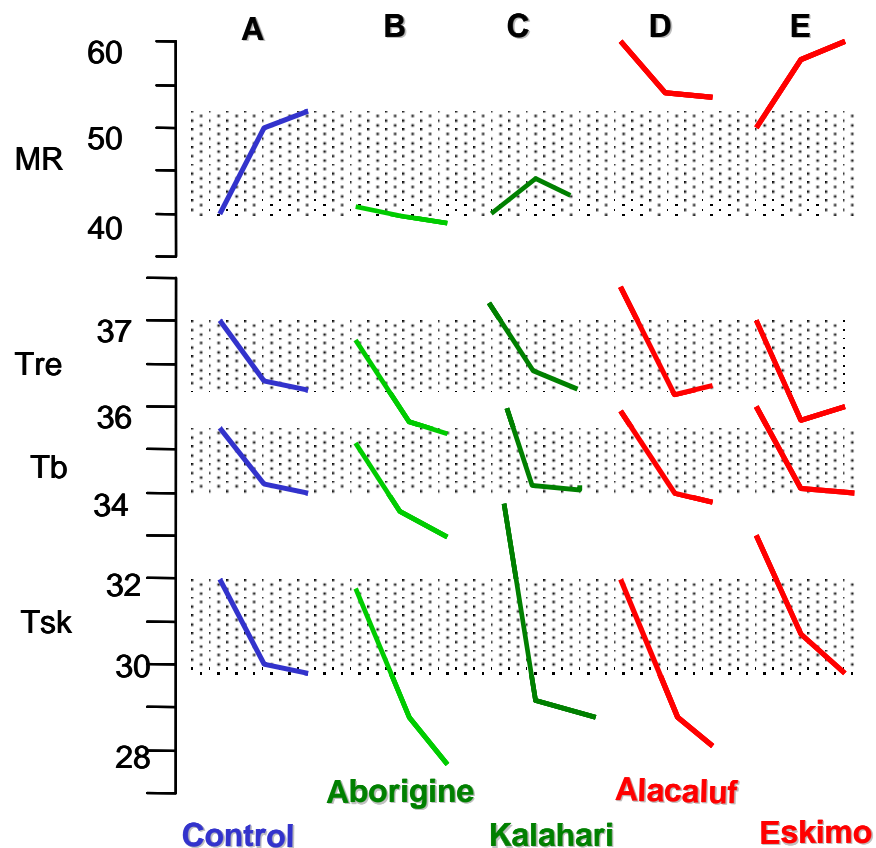 A B C D E
60
50
MR
40
37
Tre
36
Tb
34
32
Tsk
30
28
Aborigine Alacaluf
Control Kalahari Eskimo